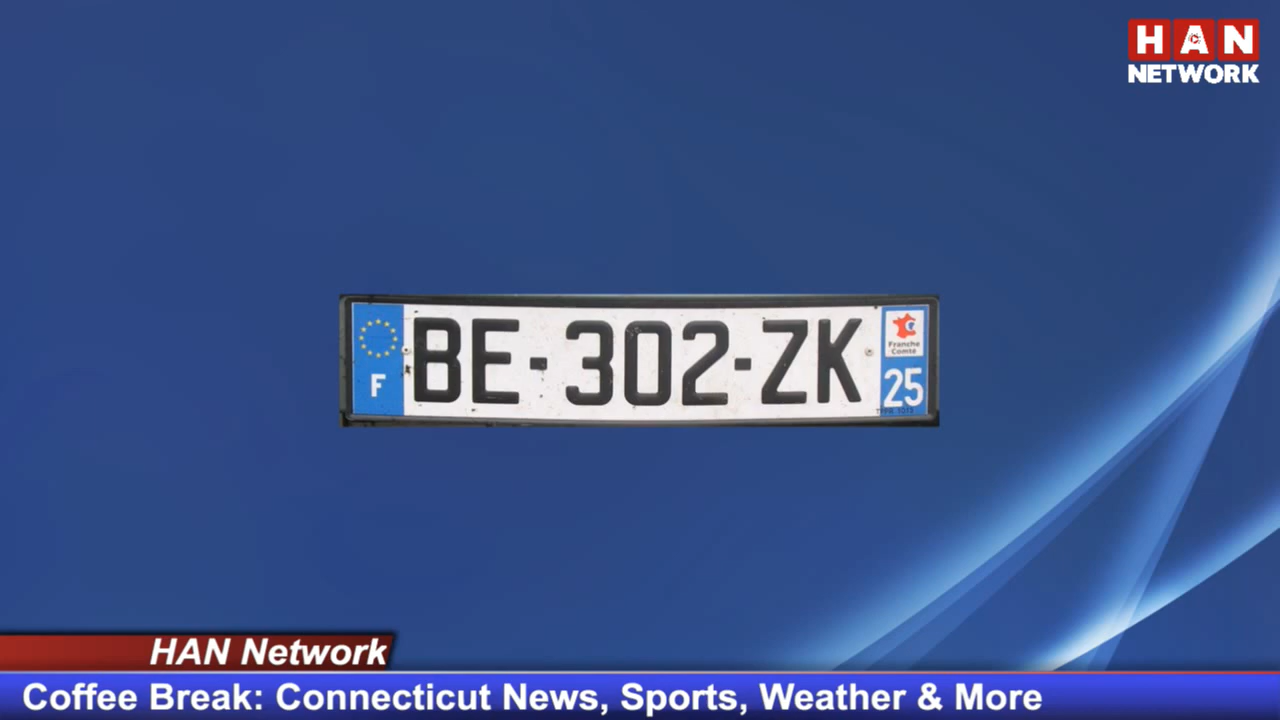 HAN
NETWORK
F
BE-302-ZK
Franche
Comté
25
HAN Network
Coffee Break: Connecticut News, Sports, Weather & More